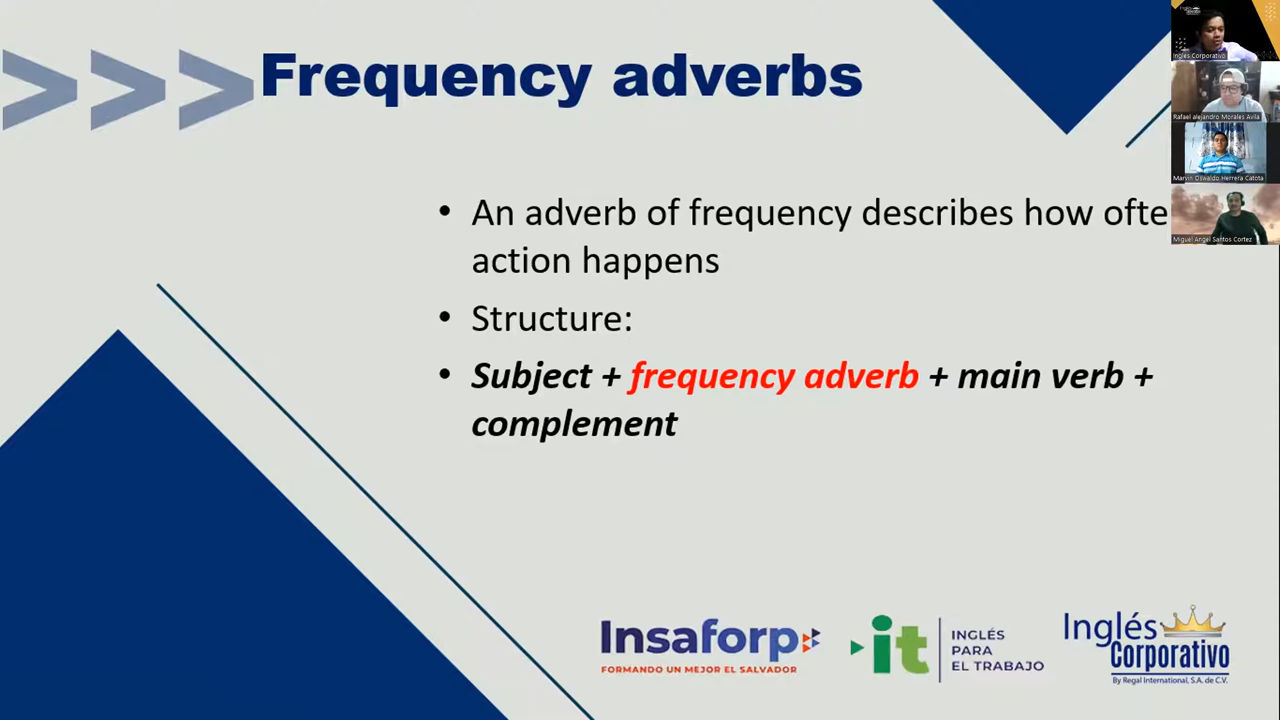 Frequency adverbs
• An adverb of frequency describes how ofte
action happens
• Structure:
• Subject + frequency adverb + main verb +
complement
Insaforp
FORMANDO UN MEJOR EL SALVADOR
it
INGLÉS
PARA
EL TRABAJO
Inglés
Corporativo
By Regal International, S.A. de C.V.
Inglés Corporativo
Rafael alejandro Morales Avila
Marvin Oswaldo Herrera Catota
Miguel Angel Santos Cortez